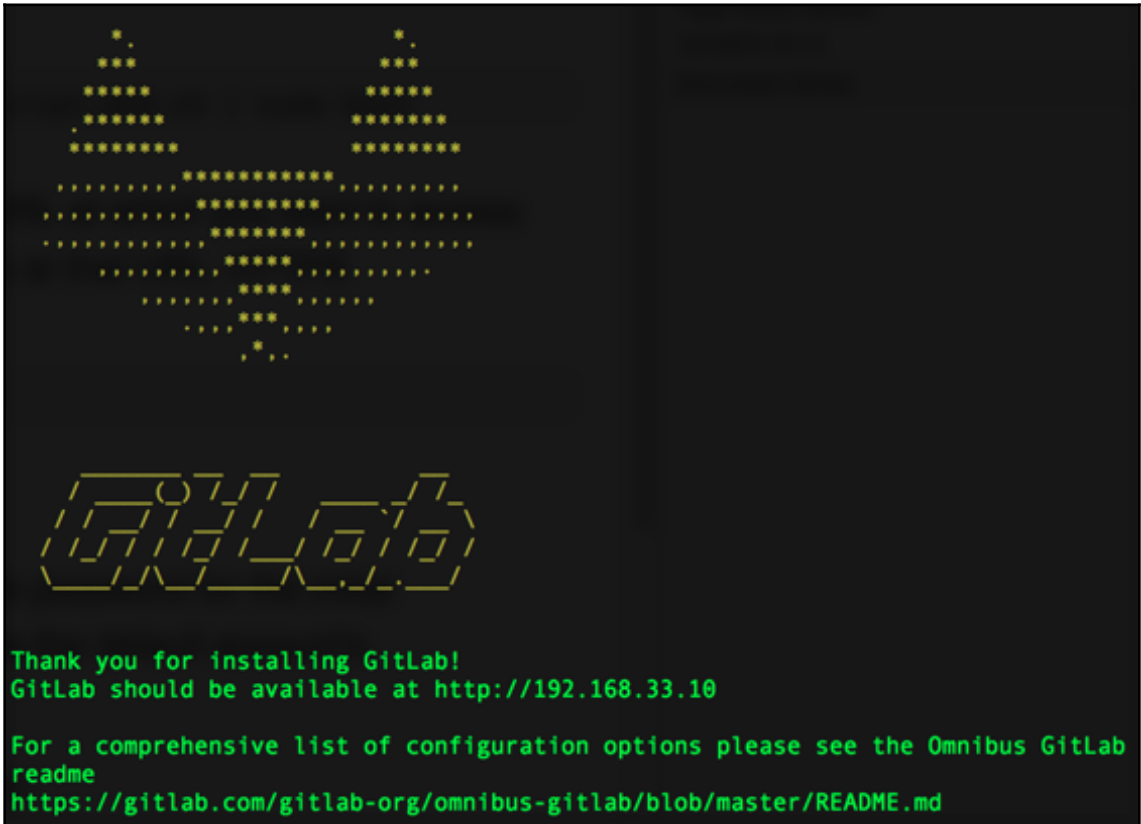 GitLab
Thank you for installing GitLab!
GitLab should be available at http://192.168.33.10
For a comprehensive list of configuration options please see the Omnibus GitLab
readme
https://gitlab.com/gitlab-org/omnibus-gitlab/blob/master/README.md